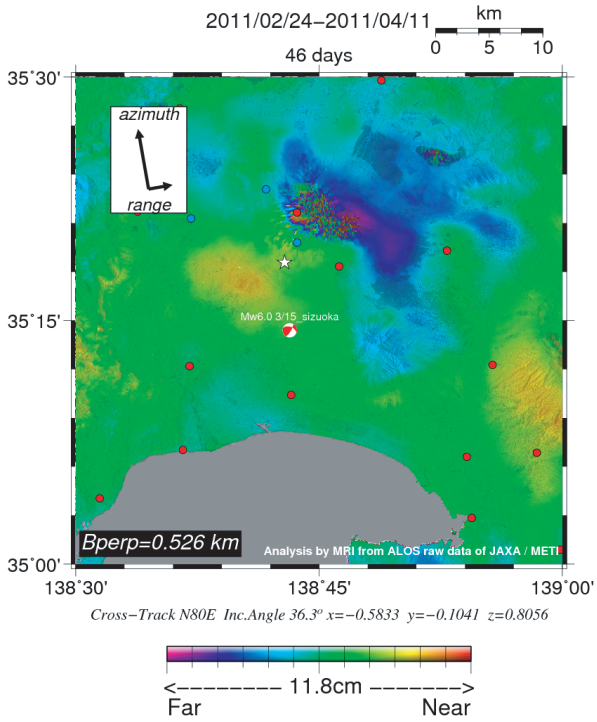 2011/02/24−2011/04/11
km
0 5 10
46 days
35˚30'
azimuth
range
35˚15'
Mw6.0 3/15_sizuoka
Bperp=0.526 km
Analysis by MRI from ALOS raw data of JAXA / METI
35˚00'
138˚30' 138˚45' 139˚00'
Cross−Track N80E Inc.Angle 36.3° x=−0.5833 y=−0.1041 z=0.8056
<−−−−−−− 11.8cm −−−−−−>
Far Near